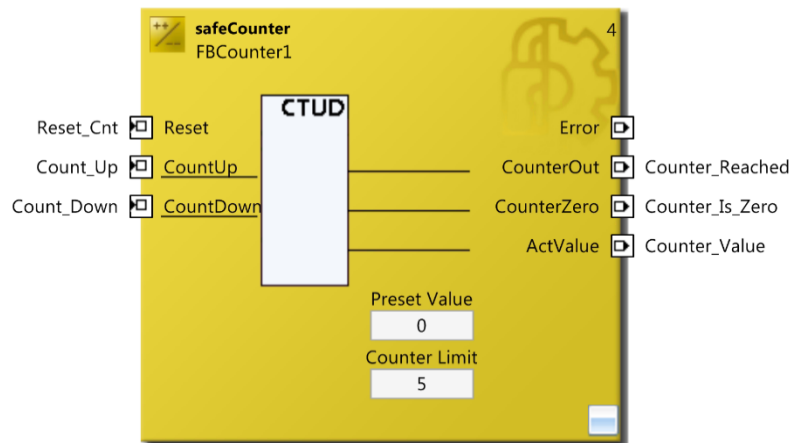 safeCounter
4
FBCounter1
CTUD
Reset_Cnt Reset Error
Count_Up CountUp CounterOut Counter_Reached
Count_Down CountDown CounterZero Counter_Is_Zero
ActValue Counter_Value
Preset Value
0
Counter Limit
5